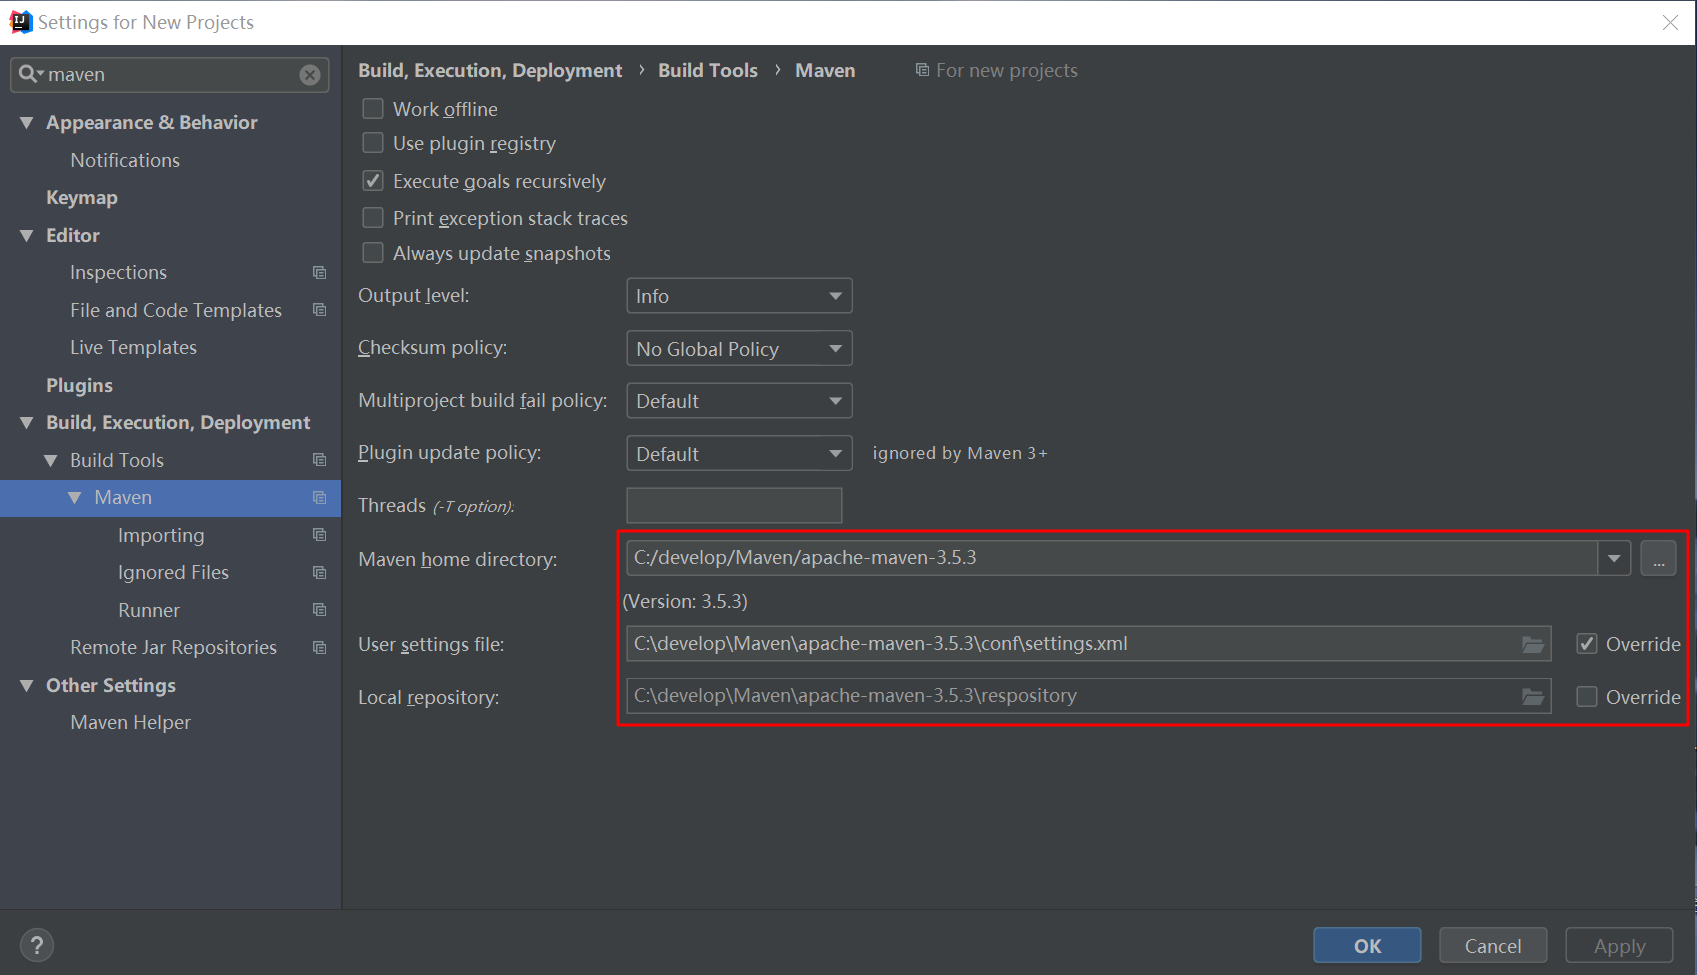 Settings for New Projects
maven
Appearance & Behavior
Notifications
Keymap
Editor
Inspections
File and Code Templates
Live Templates
Plugins
Build, Execution, Deployment
Build Tools
Maven
Importing
Ignored Files
Runner
Remote Jar Repositories
Other Settings
Maven Helper
Build, Execution, Deployment › Build Tools › Maven For new projects
Work offline
Use plugin registry
Execute goals recursively
Print exception stack traces
Always update snapshots
Output level: Info
Checksum policy: No Global Policy
Multiproject build fail policy: Default
Plugin update policy: Default ignored by Maven 3+
Threads (-T option):
Maven home directory: C:/develop/Maven/apache-maven-3.5.3 ...
(Version: 3.5.3)
User settings file: C:\develop\Maven\apache-maven-3.5.3\conf\settings.xml Override
Local repository: C:\develop\Maven\apache-maven-3.5.3\respository Override
? OK Cancel Apply